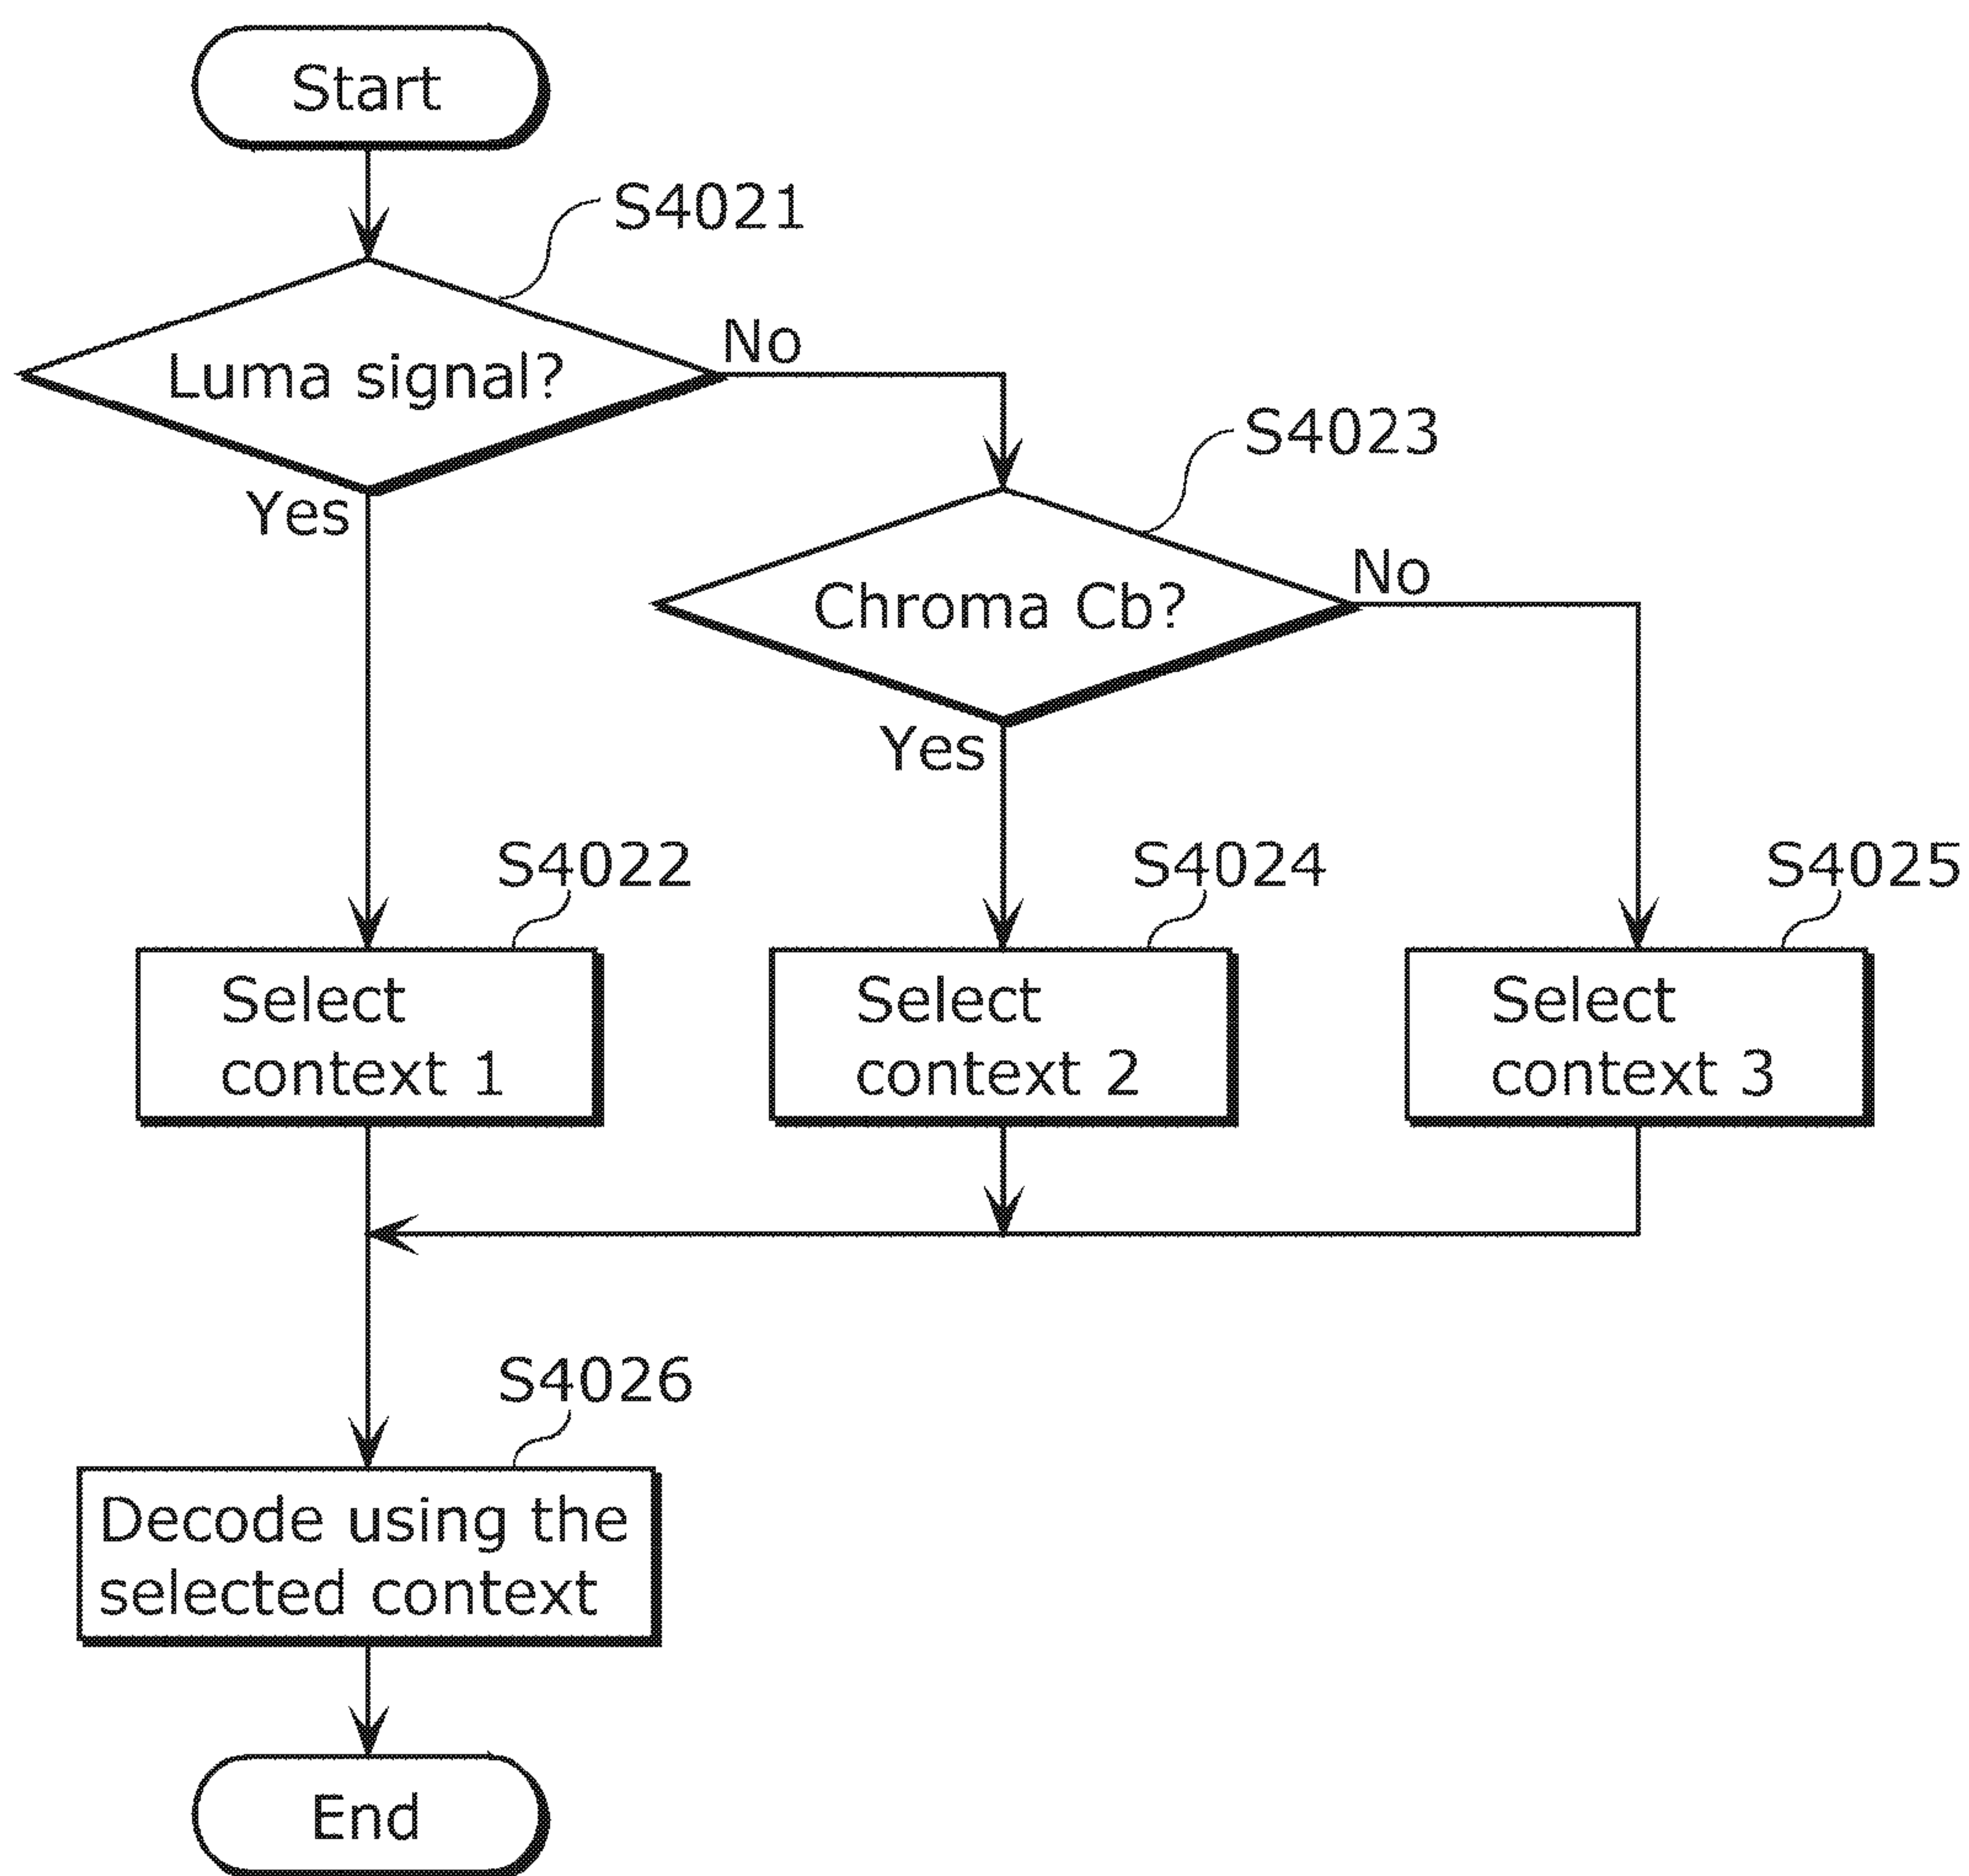 Start
S4021
Luma signal?
No
Yes
S4023
Chroma Cb?
No
Yes
S4022
S4024
S4025
Select
context 1
Select
context 2
Select
context 3
S4026
Decode using the
selected context
End